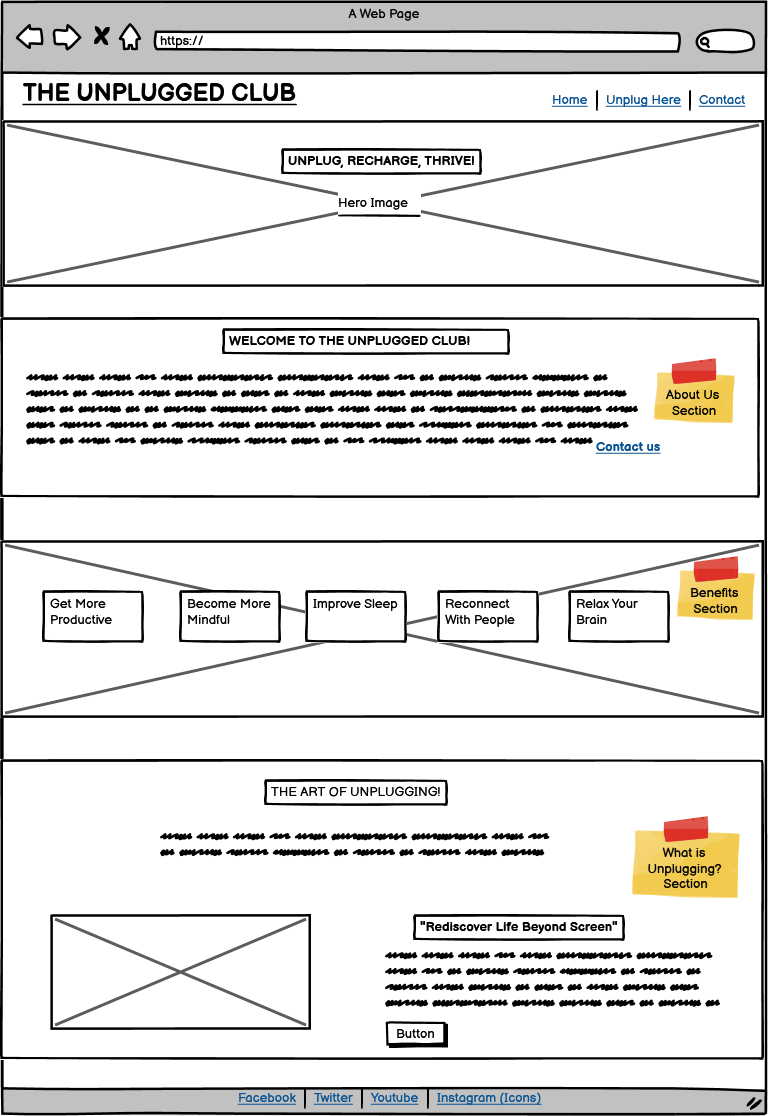 A Web Page
https://
THE UNPLUGGED CLUB
Home | Unplug Here | Contact
UNPLUG, RECHARGE, THRIVE!
Hero Image
WELCOME TO THE UNPLUGGED CLUB!
About Us
Section
Contact us
Benefits
Section
Get More
Productive
Become More
Mindful
Improve Sleep
Reconnect
With People
Relax Your
Brain
THE ART OF UNPLUGGING!
What is
Unplugging?
Section
"Rediscover Life Beyond Screen"
Button
Facebook | Twitter | Youtube | Instagram (Icons)